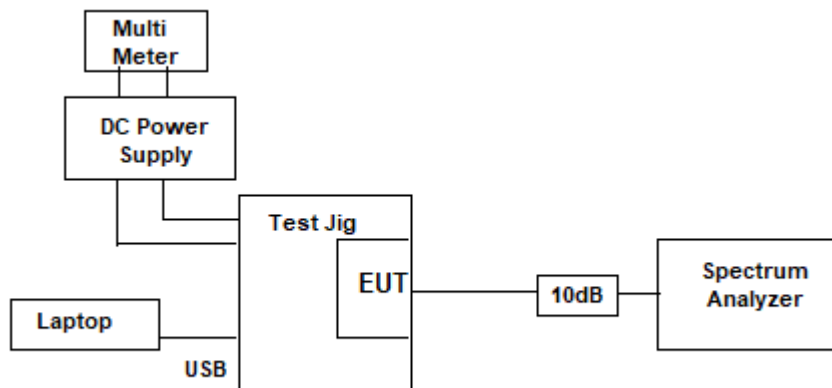 Multi
Meter
DC Power
Supply
Test Jig
EUT
10dB
Spectrum
Analyzer
Laptop
USB